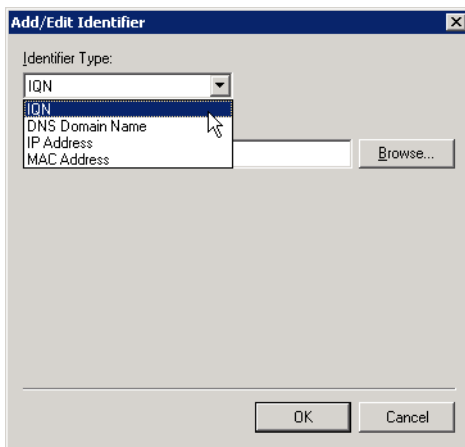 Add/Edit Identifier
Identifier Type:
IQN
IQN
DNS Domain Name
IP Address
MAC Address
Browse...
OK
Cancel